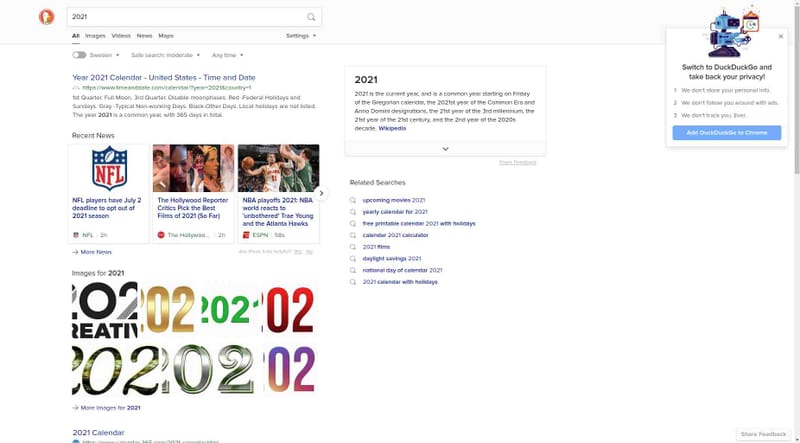 2021
All Images Videos News Maps Settings
Sweden Safe search: moderate Any time
Year 2021 Calendar - United States - Time and Date
https://www.timeanddate.com/calendar/?year=2021&country=1
1st Quarter. Full Moon. 3rd Quarter. Disable moonphases. Red -Federal Holidays and
Sundays. Gray -Typical Non-working Days. Black-Other Days. Local holidays are not listed.
The year 2021 is a common year, with 365 days in total.
Recent News
NFL
NFL players have July 2
deadline to opt out of
2021 season
NFL 2h
The Hollywood Reporter
Critics Pick the Best
Films of 2021 (So Far)
The Hollywoo... 2h
NBA playoffs 2021: NBA
world reacts to
'unbothered' Trae Young
and the Atlanta Hawks
ESPN
More News
Are these links helpful? Yes No
Images for 2021
202
REATIV
202
202
202
202
202
202
202
More Images for 2021
2021 Calendar
2021
2021 is the current year, and is a common year starting on Friday
of the Gregorian calendar, the 2021st year of the Common Era and
Anno Domini designations, the 21st year of the 3rd millennium, the
21st year of the 21st century, and the 2nd year of the 2020s
decade. Wikipedia
Share Feedback
Related Searches
upcoming movies 2021
yearly calendar for 2021
free printable calendar 2021 with holidays
calendar 2021 calculator
2021 films
daylight savings 2021
national day of calendar 2021
2021 calendar with holidays
Switch to DuckDuckGo and
take back your privacy!
1 We don't store your personal info.
2 We don't follow you around with ads.
3 We don't track you. Ever.
Add DuckDuckGo to Chrome
Share Feedback